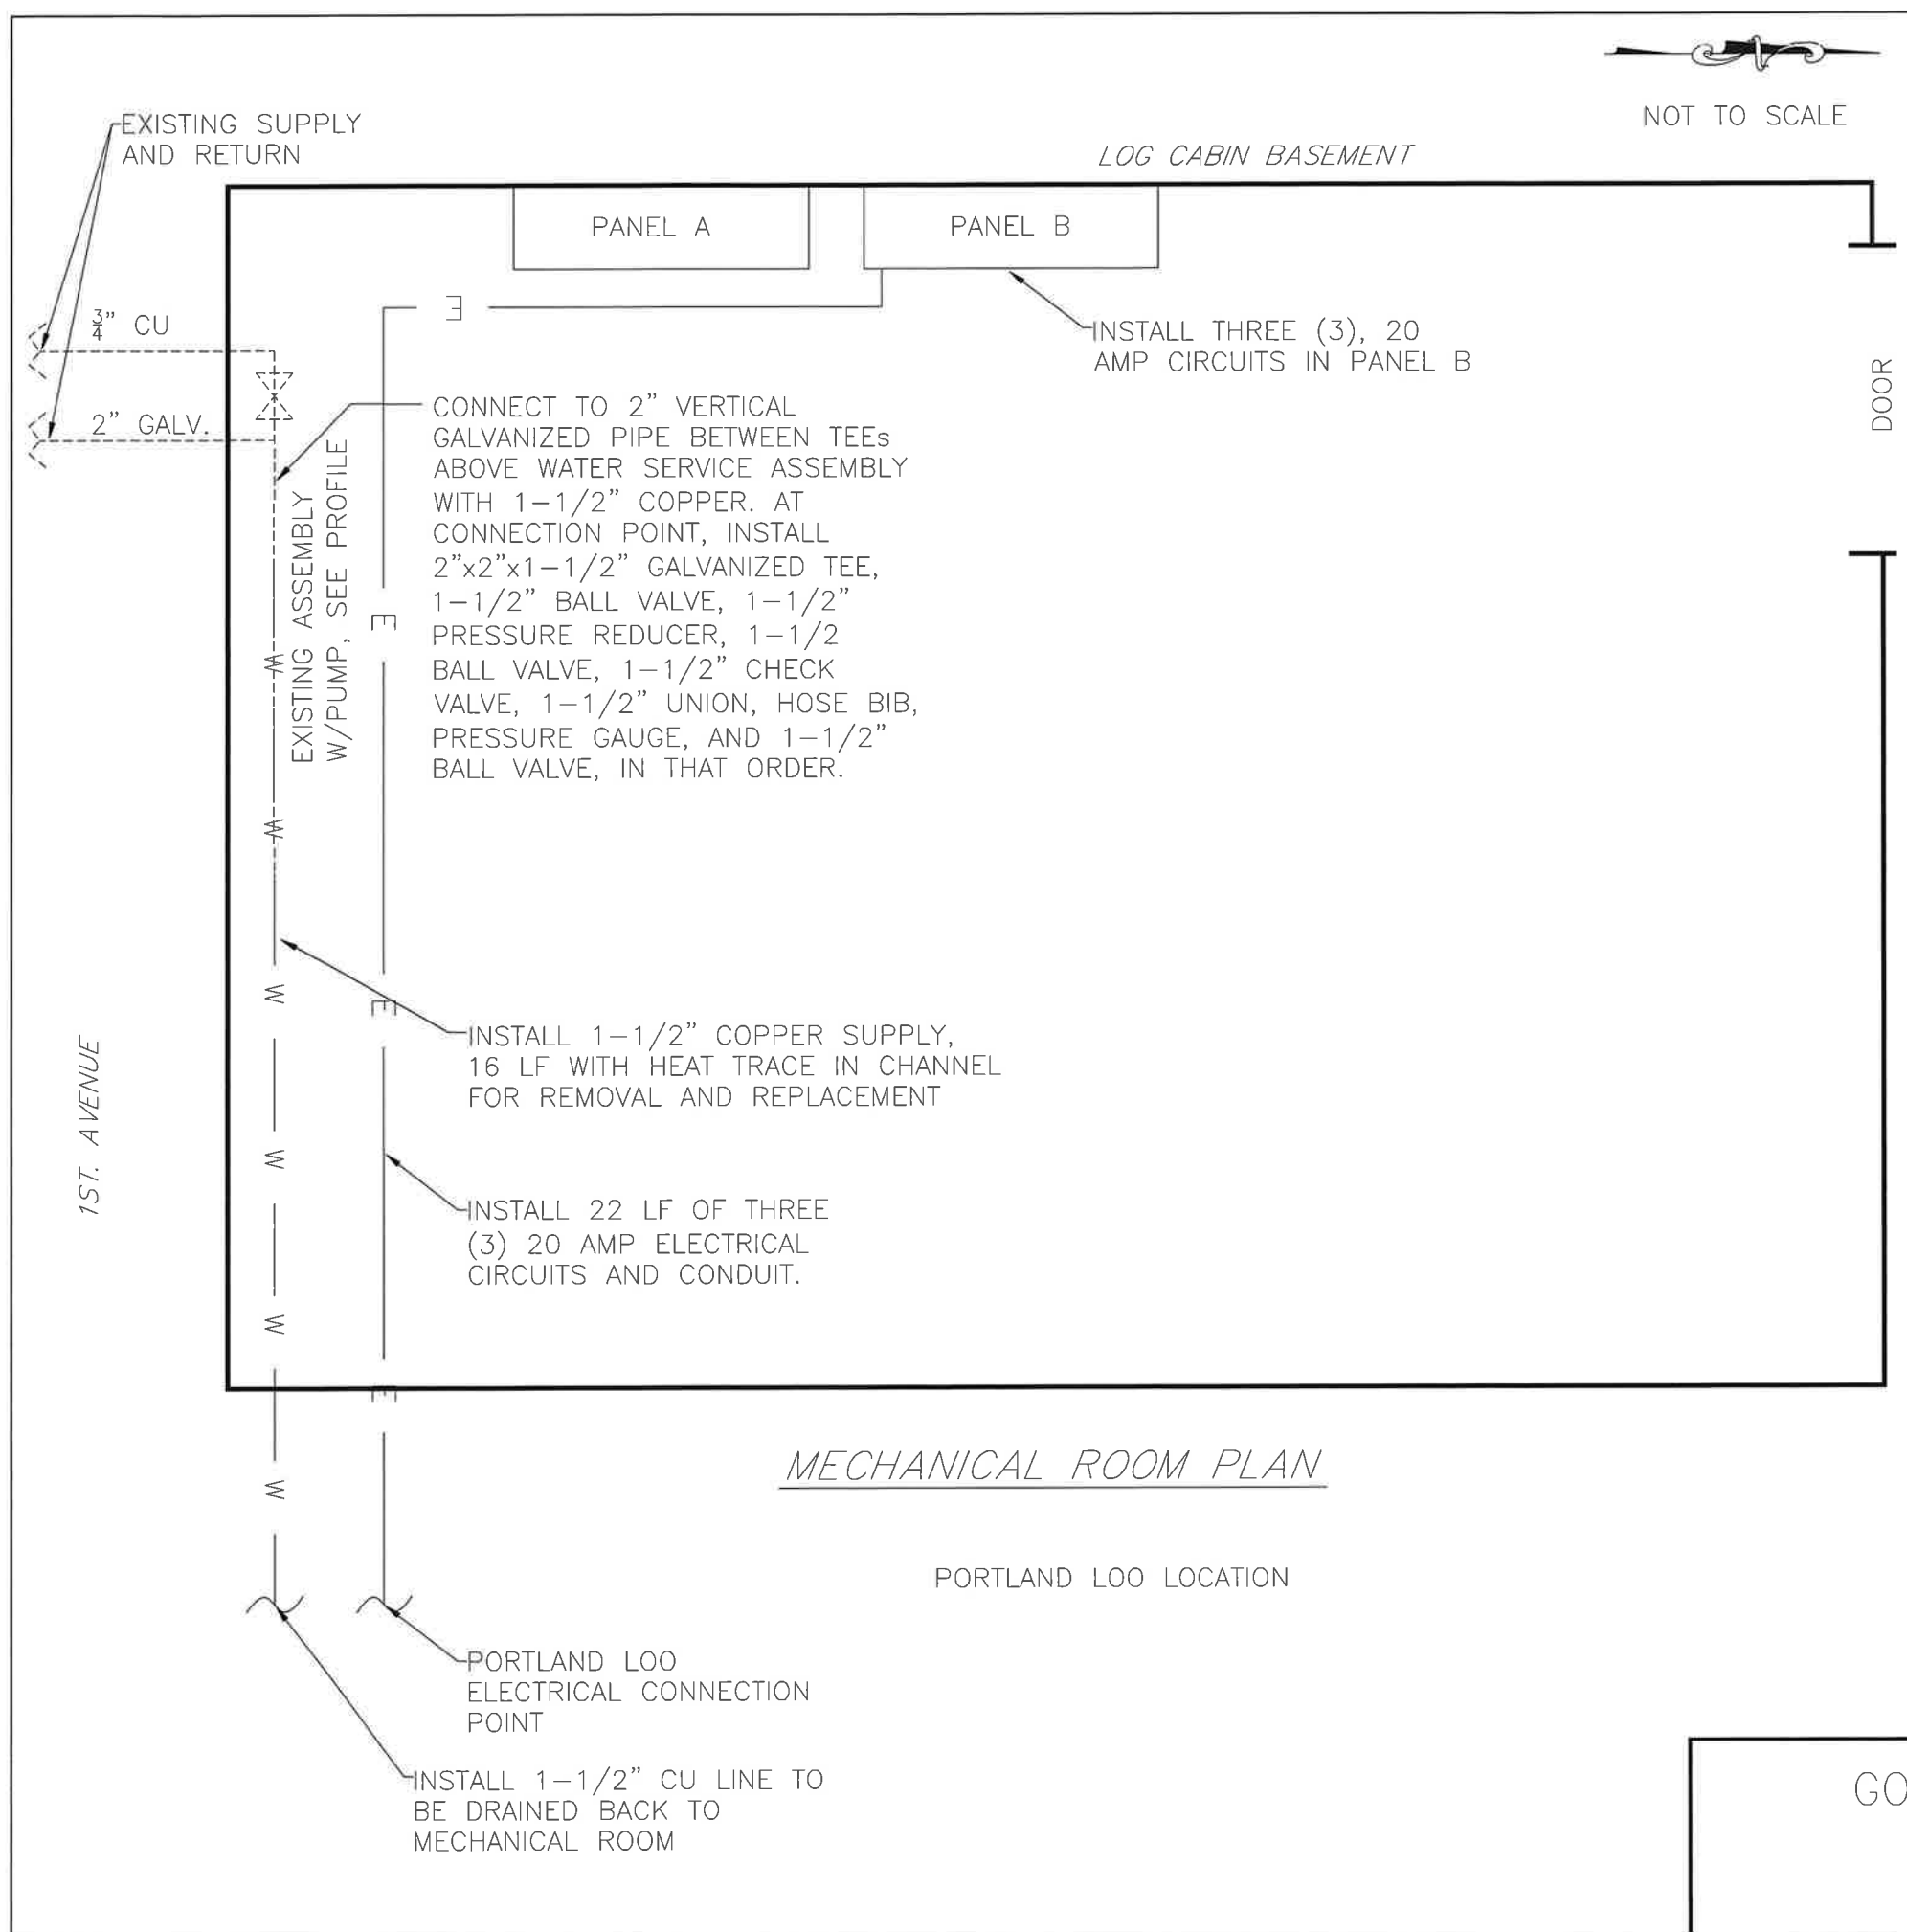 NOT TO SCALE
EXISTING SUPPLY
AND RETURN
LOG CABIN BASEMENT
PANEL A
PANEL B
E
3/4” CU
INSTALL THREE (3), 20
AMP CIRCUITS IN PANEL B
DOOR
2” GALV.
CONNECT TO 2” VERTICAL
GALVANIZED PIPE BETWEEN TEEs
ABOVE WATER SERVICE ASSEMBLY
WITH 1-1/2” COPPER. AT
CONNECTION POINT, INSTALL
2”x2”x1-1/2” GALVANIZED TEE,
1-1/2” BALL VALVE, 1-1/2”
PRESSURE REDUCER, 1-1/2
BALL VALVE, 1-1/2” CHECK
VALVE, 1-1/2” UNION, HOSE BIB,
PRESSURE GAUGE, AND 1-1/2”
BALL VALVE, IN THAT ORDER.
EXISTING ASSEMBLY
W/PUMP, SEE PROFILE
E
W
W
W
E
INSTALL 1-1/2” COPPER SUPPLY,
16 LF WITH HEAT TRACE IN CHANNEL
FOR REMOVAL AND REPLACEMENT
1ST. AVENUE
W
INSTALL 22 LF OF THREE
(3) 20 AMP ELECTRICAL
CIRCUITS AND CONDUIT.
W
E
MECHANICAL ROOM PLAN
W
PORTLAND LOO LOCATION
PORTLAND LOO
ELECTRICAL CONNECTION
POINT
INSTALL 1-1/2” CU LINE TO
BE DRAINED BACK TO
MECHANICAL ROOM
GO